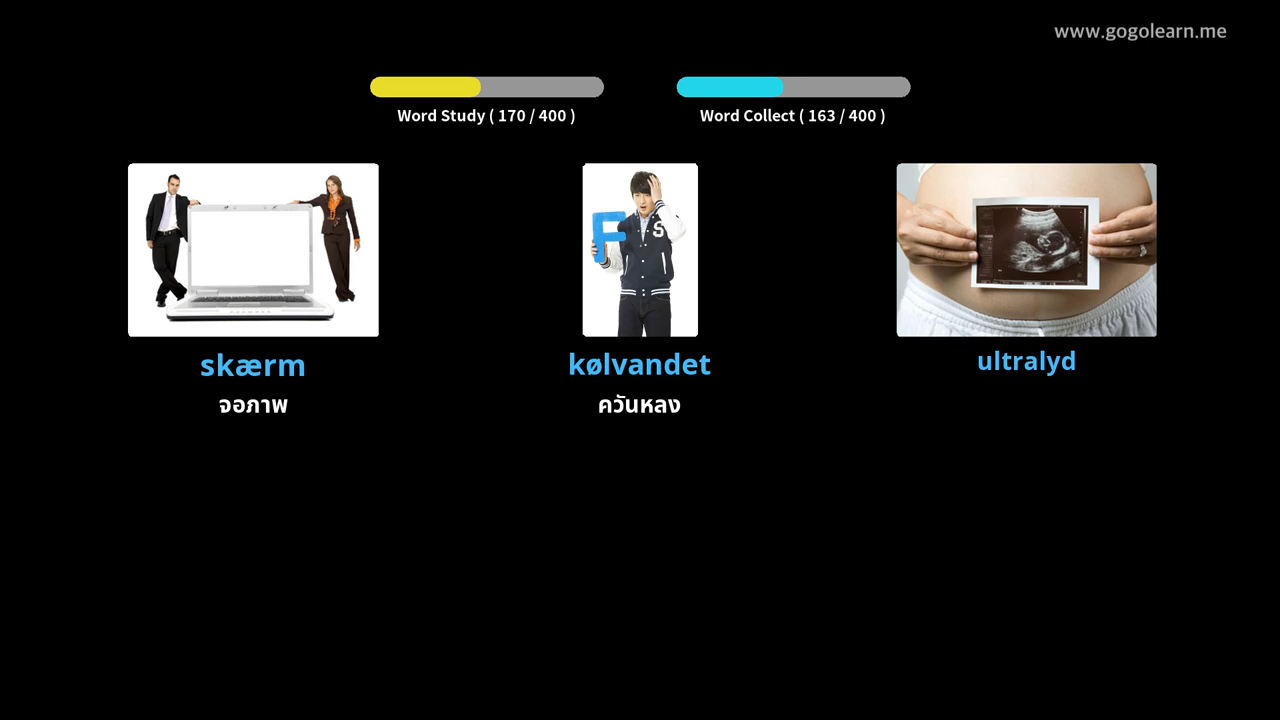 www.gogolearn.me
Word Study ( 170 / 400 )
Word Collect ( 163 / 400 )
F
S
skærm
kølvandet
ultralyd
จอภาพ
ควันหลง